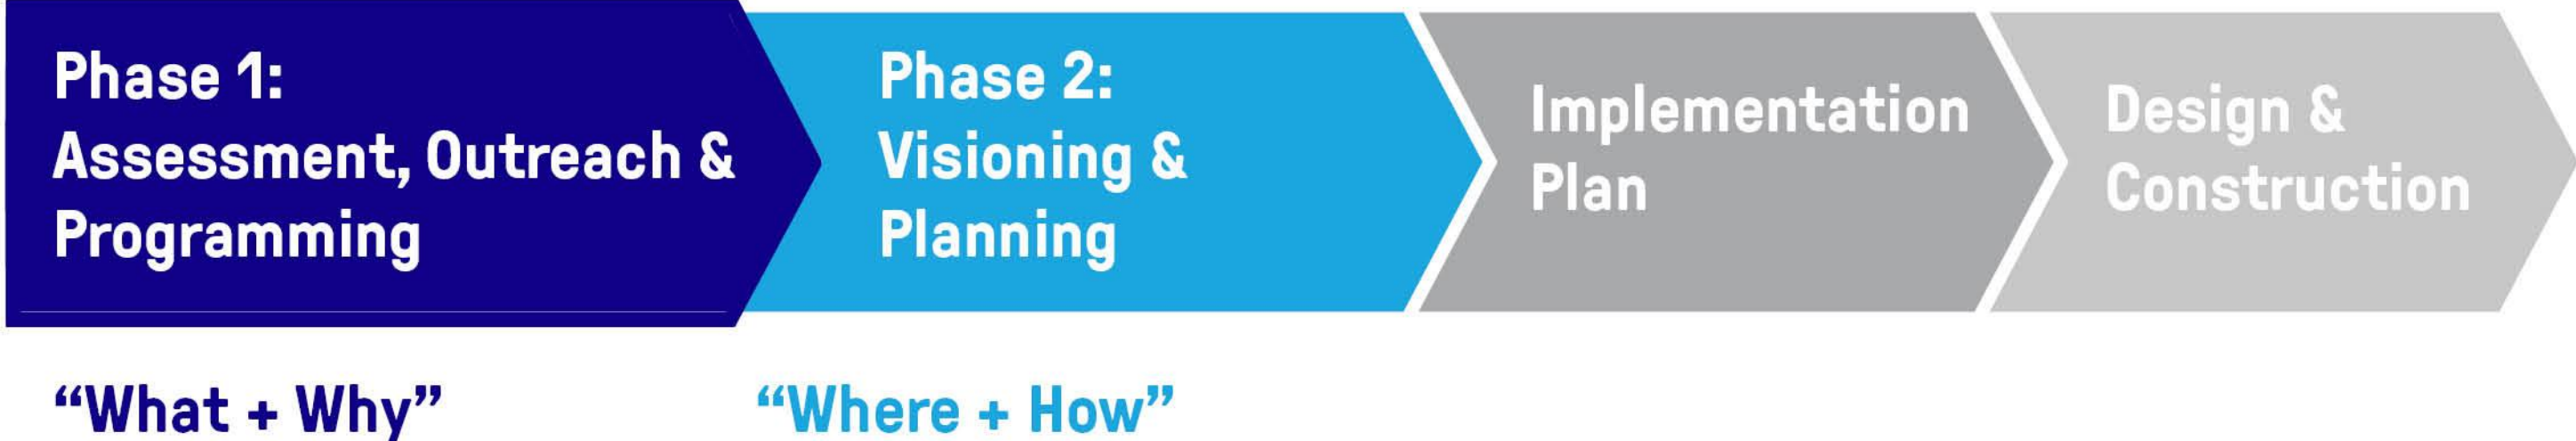 Phase 1:
Assessment, Outreach &
Programming
Phase 2:
Visioning &
Planning
Implementation
Plan
Design &
Construction
“What + Why”
“Where + How”